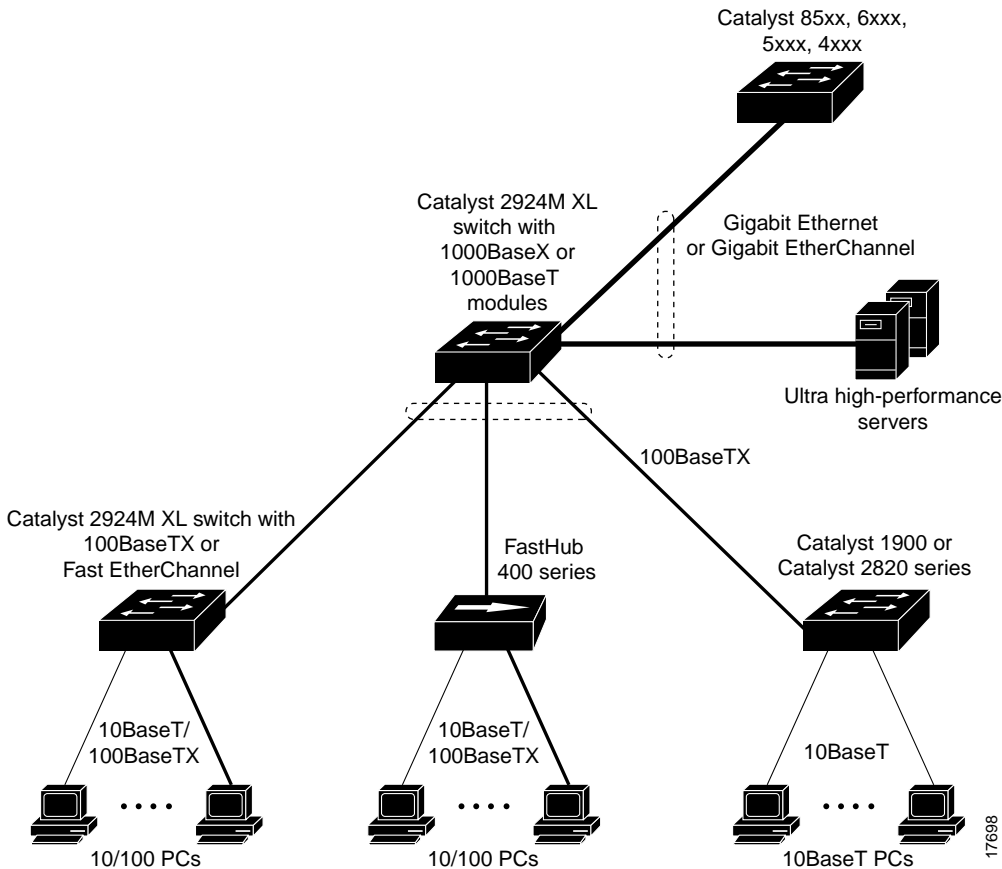 Catalyst 85xx, 6xxx,
5xxx, 4xxx
Catalyst 2924M XL
switch with
1000BaseX or
1000BaseT
modules
Gigabit Ethernet
or Gigabit EtherChannel
Ultra high-performance
servers
100BaseTX
Catalyst 2924M XL switch with
100BaseTX or
Fast EtherChannel
FastHub
400 series
Catalyst 1900 or
Catalyst 2820 series
10BaseT/
100BaseTX
10BaseT/
100BaseTX
10BaseT
10/100 PCs
10/100 PCs
10BaseT PCs
17698